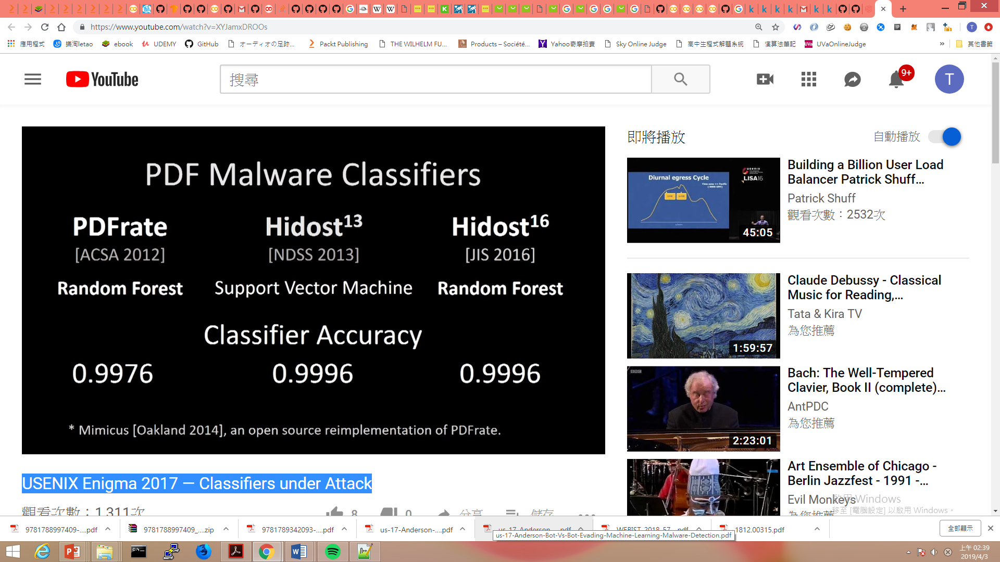 https://www.youtube.com/watch?v=XYJamxDROOs
應用程式
樂淘letao
ebook
UDEMY
GitHub
オーディオの足跡...
Packt Publishing
THE WILHELM FU...
Products – Société...
Yahoo奇摩拍賣
Sky Online Judge
高中生程式解題系統
演算法筆記
UVaOnlineJudge
»
其他書籤
YouTube
搜尋
9+
T
PDF Malware Classifiers
PDFrate
Hidost13
Hidost16
[ACSA 2012]
[NDSS 2013]
[JIS 2016]
Random Forest
Support Vector Machine
Random Forest
Classifier Accuracy
0.9976
0.9996
0.9996
* Mimicus [Oakland 2014], an open source reimplementation of PDFrate.
USENIX Enigma 2017 — Classifiers under Attack
觀看次數：1,311次
8
0
分享
儲存
即將播放
自動播放
Diurnal egress Cycle
Time zone == Pacific
(-0800 GMT)
USENIX
LISA16
45:05
Building a Billion User Load
Balancer Patrick Shuff...
Patrick Shuff
觀看次數：2532次
1:59:57
Claude Debussy - Classical
Music for Reading,...
Tata & Kira TV
為您推薦
BBC
2:23:01
Bach: The Well-Tempered
Clavier, Book II (complete)...
AntPDC
為您推薦
Art Ensemble of Chicago -
Berlin Jazzfest - 1991 -...
Evil Monkeys
為您推薦
啟用 Windows
移至 [電腦設定] 以啟用 Windows。
9781788997409-....pdf
9781788997409_....zip
9781789342093-....pdf
us-17-Anderson-....pdf
us-17-Anderson-....pdf
WEBIST_2018_57....pdf
1812.00315.pdf
全部顯示
us-17-Anderson-Bot-Vs-Bot-Evading-Machine-Learning-Malware-Detection.pdf
上午 02:39
2019/4/3